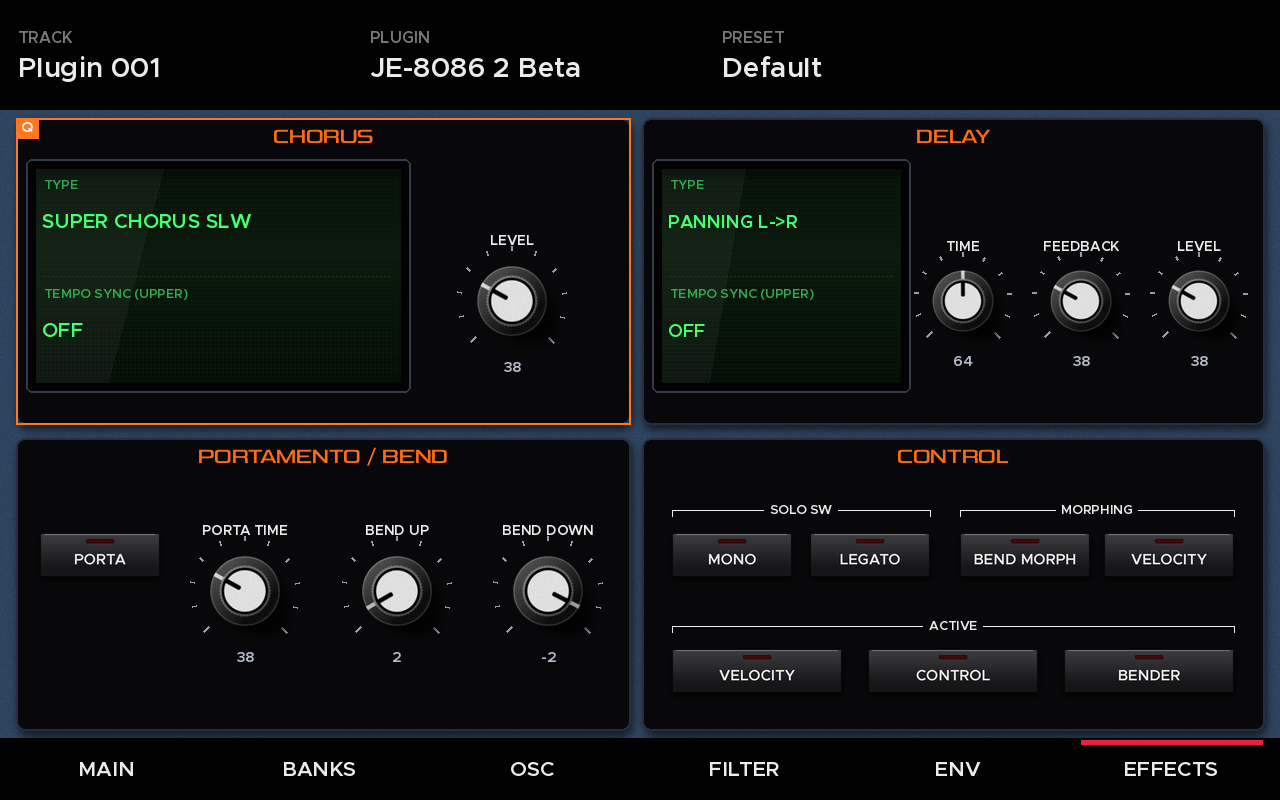 TRACK
Plugin 001
PLUGIN
JE-8086 2 Beta
PRESET
Default
Q
CHORUS
TYPE
SUPER CHORUS SLW
TEMPO SYNC (UPPER)
OFF
LEVEL
38
DELAY
TYPE
PANNING L->R
TEMPO SYNC (UPPER)
OFF
TIME
64
FEEDBACK
38
LEVEL
38
PORTAMENTO / BEND
PORTA
PORTA TIME
38
BEND UP
2
BEND DOWN
-2
CONTROL
SOLO SW
MONO
LEGATO
MORPHING
BEND MORPH
VELOCITY
ACTIVE
VELOCITY
CONTROL
BENDER
MAIN
BANKS
OSC
FILTER
ENV
EFFECTS